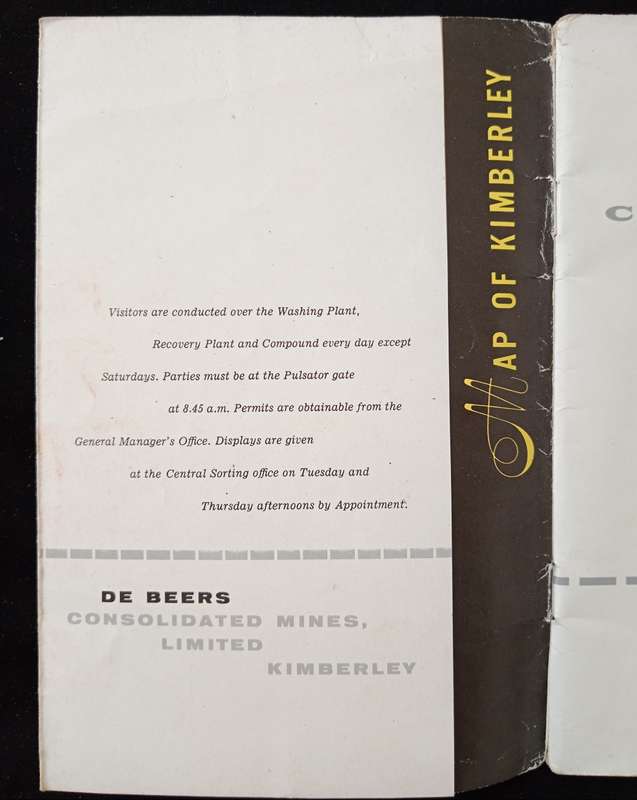 Visitors are conducted over the Washing Plant,
Recovery Plant and Compound every day except
Saturdays. Parties must be at the Pulsator gate
at 8.45 a.m. Permits are obtainable from the
General Manager's Office. Displays are given
at the Central Sorting office on Tuesday and
Thursday afternoons by Appointment.
DE BEERS
CONSOLIDATED MINES,
LIMITED
KIMBERLEY
MAP OF KIMBERLEY
C